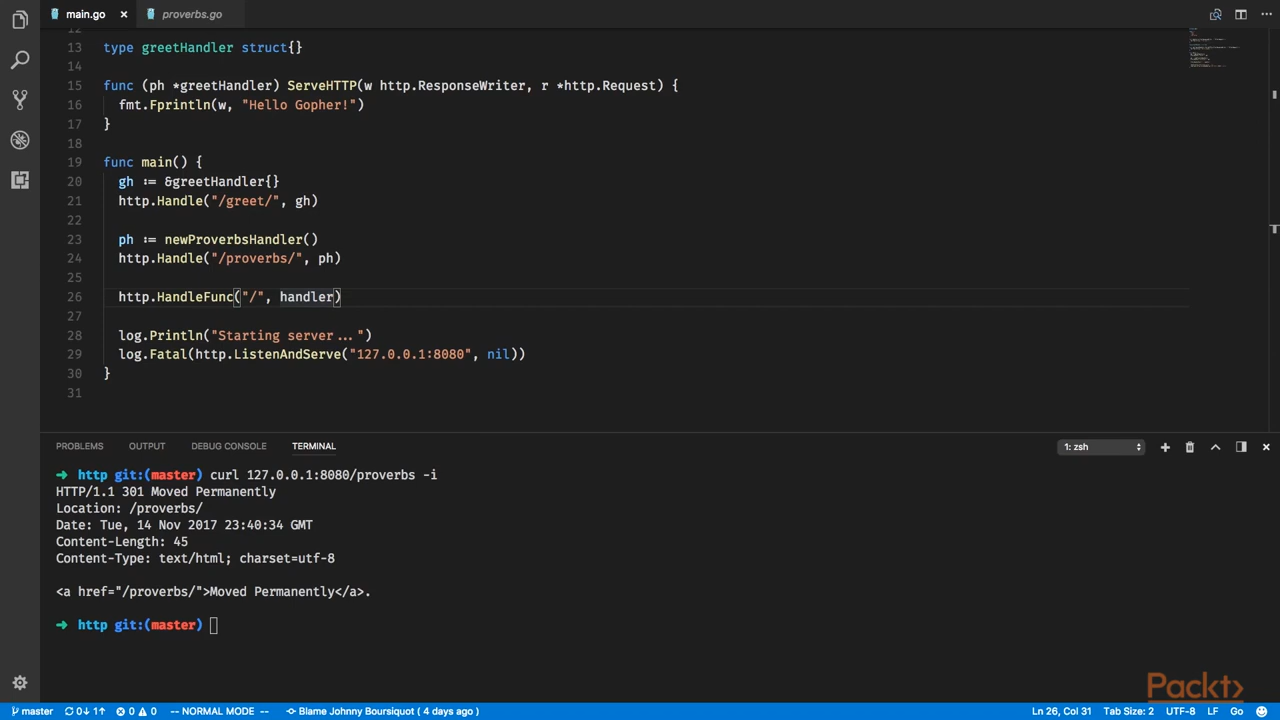 main.go × proverbs.go
12
13 type greetHandler struct{}
14
15 func (ph *greetHandler) ServeHTTP(w http.ResponseWriter, r *http.Request) {
16 fmt.Fprintln(w, "Hello Gopher!")
17 }
18
19 func main() {
20 gh := &greetHandler{}
21 http.Handle("/greet/", gh)
22
23 ph := newProverbsHandler()
24 http.Handle("/proverbs/", ph)
25
26 http.HandleFunc("/", handler)
27
28 log.Println("Starting server...")
29 log.Fatal(http.ListenAndServe("127.0.0.1:8080", nil))
30 }
31
PROBLEMS OUTPUT DEBUG CONSOLE TERMINAL 1: zsh
➜ http git:(master) curl 127.0.0.1:8080/proverbs -i
HTTP/1.1 301 Moved Permanently
Location: /proverbs/
Date: Tue, 14 Nov 2017 23:40:34 GMT
Content-Length: 45
Content-Type: text/html; charset=utf-8
<a href="/proverbs/">Moved Permanently</a>.
➜ http git:(master)
Packt>
master 0↓ 1↑ 0 0 -- NORMAL MODE -- Blame Johnny Boursiquot ( 4 days ago ) Ln 26, Col 31 Tab Size: 2 UTF-8 LF Go